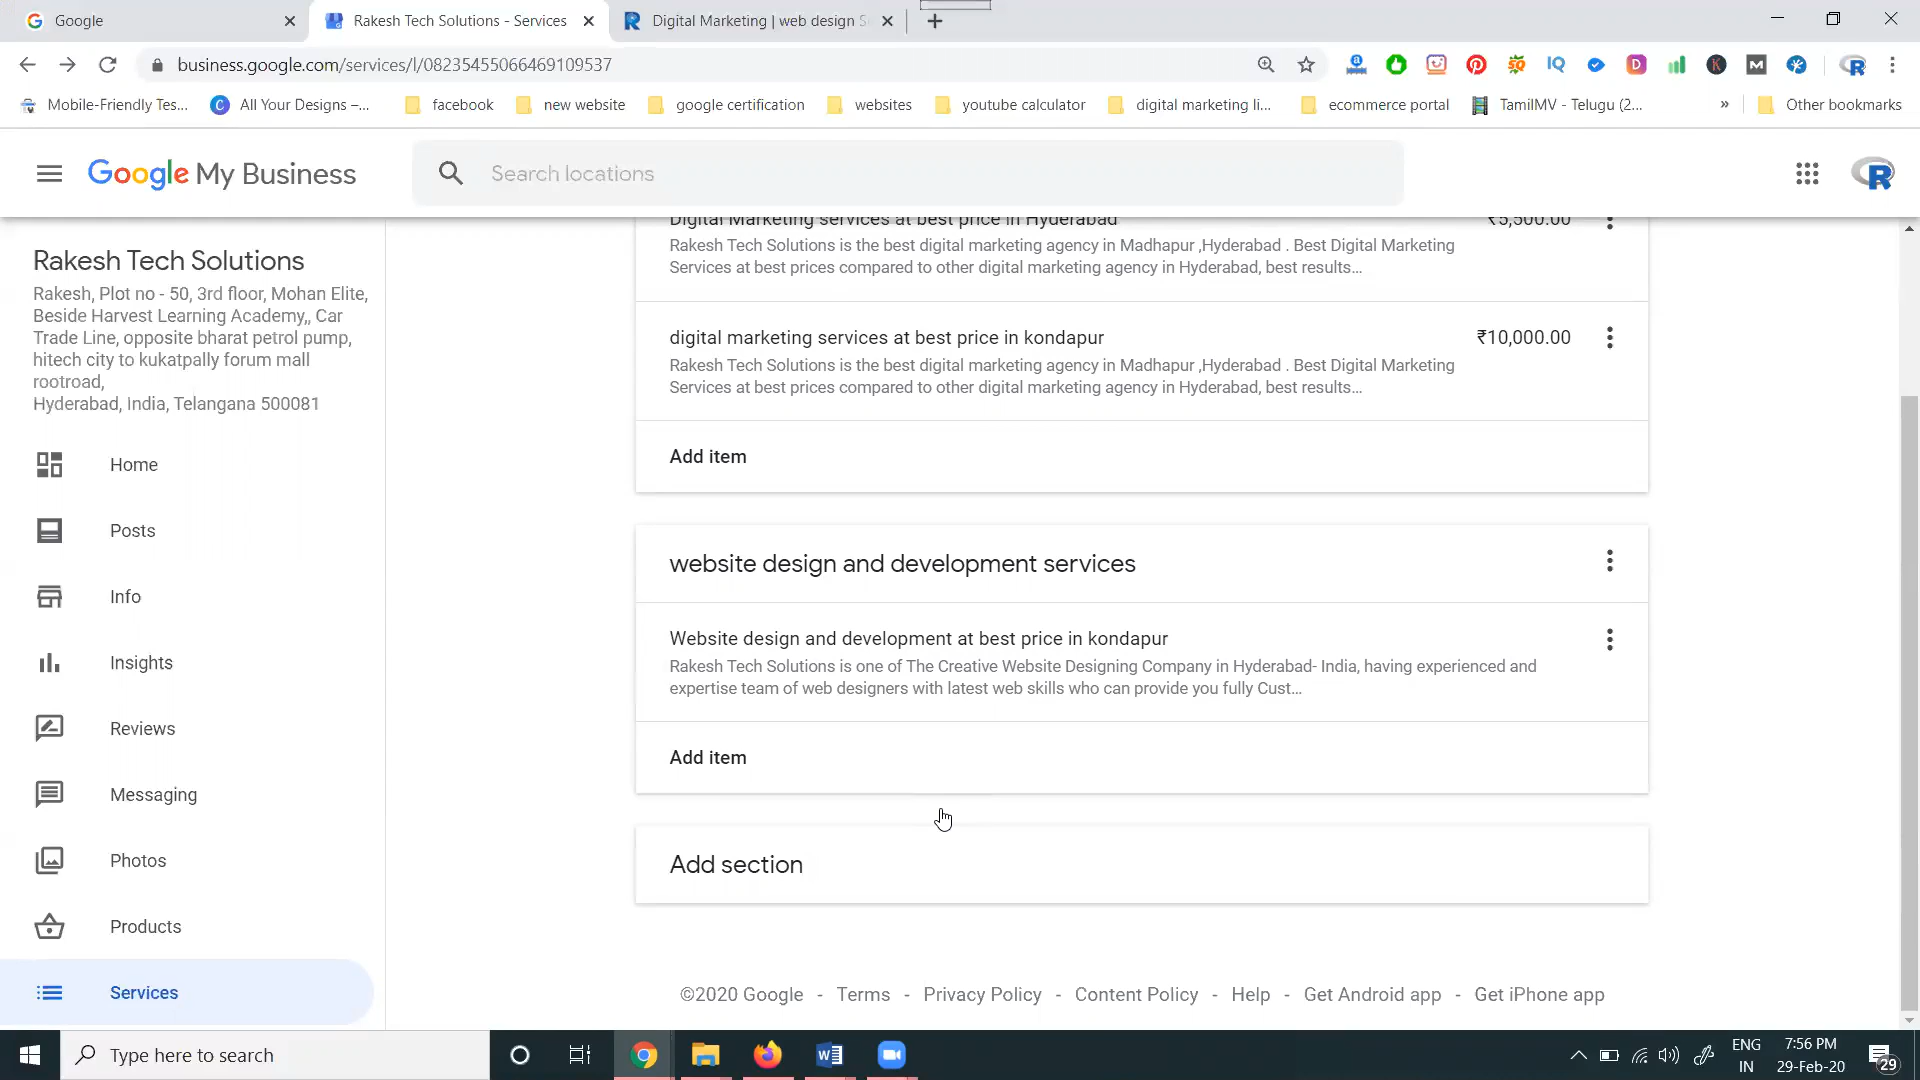 Google
Rakesh Tech Solutions - Services
Digital Marketing | web design S
business.google.com/services/l/08235455066469109537
Mobile-Friendly Tes...
All Your Designs –...
facebook
new website
google certification
websites
youtube calculator
digital marketing li...
ecommerce portal
TamilMV - Telugu (2...
»
Other bookmarks
Google My Business
Search locations
Rakesh Tech Solutions
Rakesh, Plot no - 50, 3rd floor, Mohan Elite,
Beside Harvest Learning Academy,, Car
Trade Line, opposite bharat petrol pump,
hitech city to kukatpally forum mall
rootroad,
Hyderabad, India, Telangana 500081
Home
Posts
Info
Insights
Reviews
Messaging
Photos
Products
Services
Digital Marketing services at best price in Hyderabad
₹5,500.00
Rakesh Tech Solutions is the best digital marketing agency in Madhapur ,Hyderabad . Best Digital Marketing
Services at best prices compared to other digital marketing agency in Hyderabad, best results...
digital marketing services at best price in kondapur
₹10,000.00
Rakesh Tech Solutions is the best digital marketing agency in Madhapur ,Hyderabad . Best Digital Marketing
Services at best prices compared to other digital marketing agency in Hyderabad, best results...
Add item
website design and development services
Website design and development at best price in kondapur
Rakesh Tech Solutions is one of The Creative Website Designing Company in Hyderabad- India, having experienced and
expertise team of web designers with latest web skills who can provide you fully Cust...
Add item
Add section
©2020 Google - Terms - Privacy Policy - Content Policy - Help - Get Android app - Get iPhone app
Type here to search
ENG
IN
7:56 PM
29-Feb-20
29